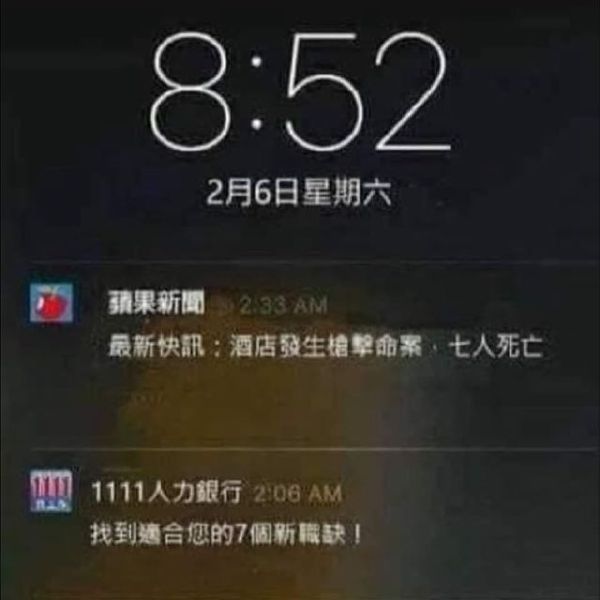 8:52
2月6日星期六
蘋果新聞 2:33 AM
最新快訊：酒店發生槍擊命案，七人死亡
1111
1111人力銀行 2:06 AM
找到適合您的7個新職缺！